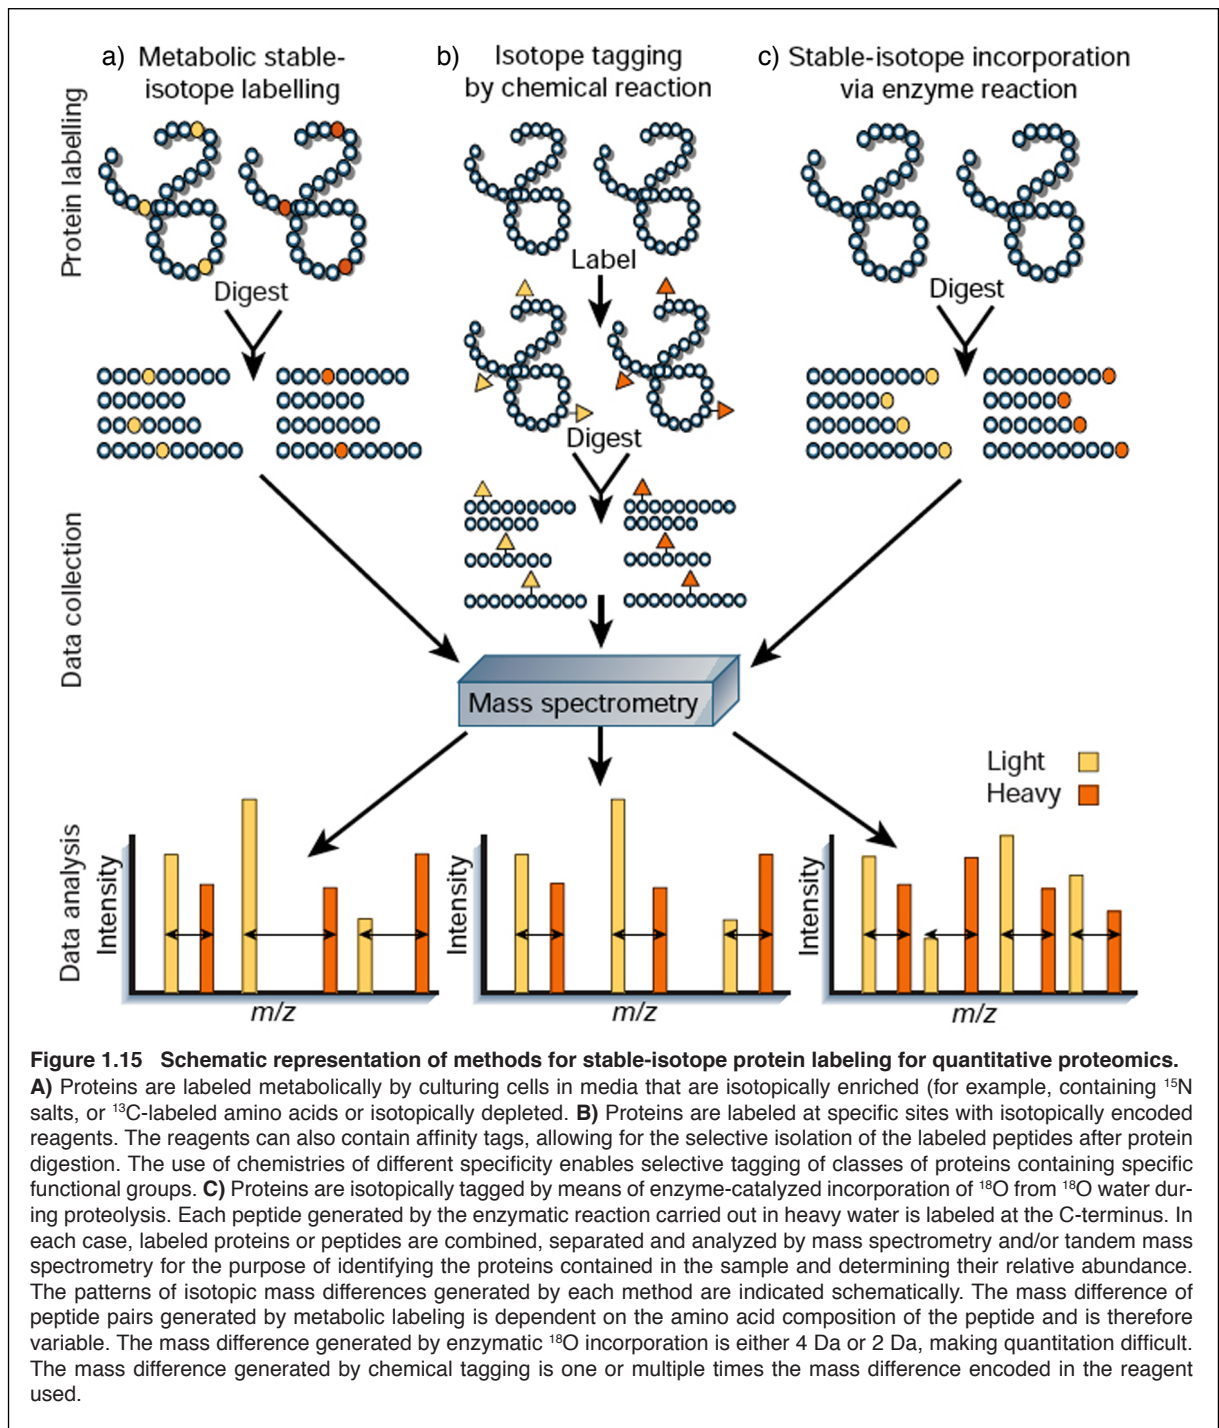 a) Metabolic stable-
isotope labelling
b) Isotope tagging
by chemical reaction
c) Stable-isotope incorporation
via enzyme reaction
Protein labelling
Digest
Label
Digest
Digest
Data collection
Mass spectrometry
Light
Heavy
Data analysis
Intensity
m/z
Intensity
m/z
Intensity
m/z
Figure 1.15 Schematic representation of methods for stable-isotope protein labeling for quantitative proteomics.
A) Proteins are labeled metabolically by culturing cells in media that are isotopically enriched (for example, containing ¹⁵N
salts, or ¹³C-labeled amino acids or isotopically depleted. B) Proteins are labeled at specific sites with isotopically encoded
reagents. The reagents can also contain affinity tags, allowing for the selective isolation of the labeled peptides after protein
digestion. The use of chemistries of different specificity enables selective tagging of classes of proteins containing specific
functional groups. C) Proteins are isotopically tagged by means of enzyme-catalyzed incorporation of ¹⁸O from ¹⁸O water dur-
ing proteolysis. Each peptide generated by the enzymatic reaction carried out in heavy water is labeled at the C-terminus. In
each case, labeled proteins or peptides are combined, separated and analyzed by mass spectrometry and/or tandem mass
spectrometry for the purpose of identifying the proteins contained in the sample and determining their relative abundance.
The patterns of isotopic mass differences generated by each method are indicated schematically. The mass difference of
peptide pairs generated by metabolic labeling is dependent on the amino acid composition of the peptide and is therefore
variable. The mass difference generated by enzymatic ¹⁸O incorporation is either 4 Da or 2 Da, making quantitation difficult.
The mass difference generated by chemical tagging is one or multiple times the mass difference encoded in the reagent
used.